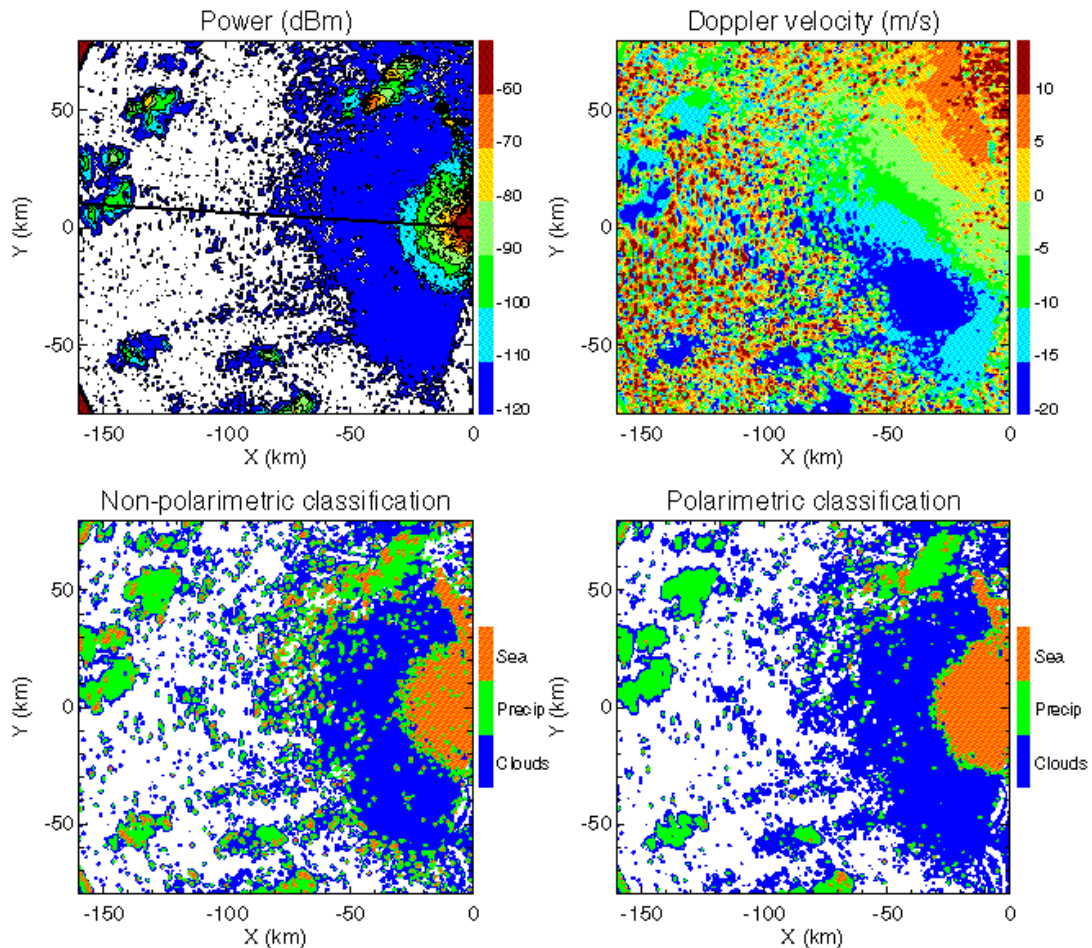 Power (dBm)
50
0
-50
Y (km)
-150
-100
-50
0
X (km)
-60
-70
-80
-90
-100
-110
-120
Doppler velocity (m/s)
50
0
-50
Y (km)
-150
-100
-50
0
X (km)
10
5
0
-5
-10
-15
-20
Non-polarimetric classification
50
0
-50
Y (km)
-150
-100
-50
0
X (km)
Sea
Precip
Clouds
Polarimetric classification
50
0
-50
Y (km)
-150
-100
-50
0
X (km)
Sea
Precip
Clouds